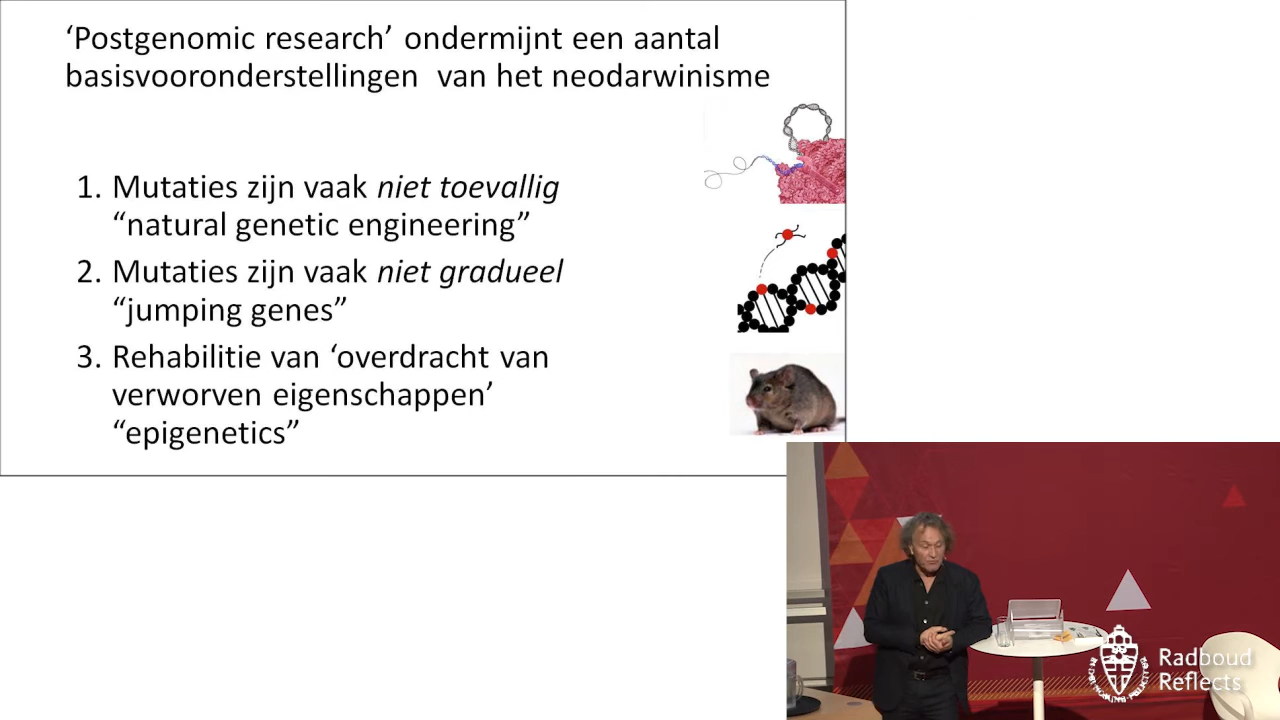 ‘Postgenomic research’ ondermijnt een aantal
basisvooronderstellingen van het neodarwinisme
1. Mutaties zijn vaak niet toevallig
“natural genetic engineering”
2. Mutaties zijn vaak niet gradueel
“jumping genes”
3. Rehabilitie van ‘overdracht van
verworven eigenschappen’
“epigenetics”
Radboud
Reflects